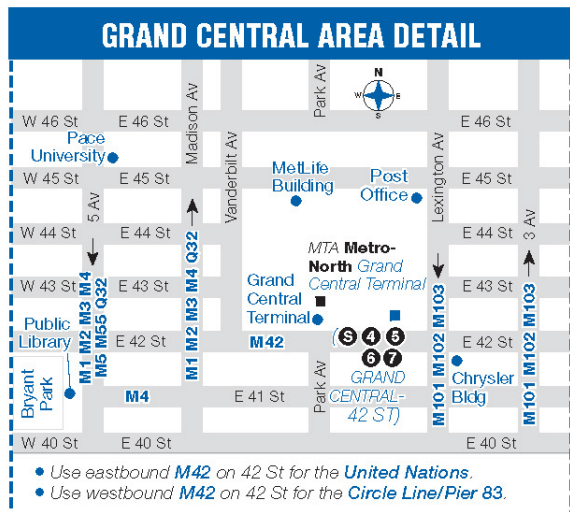 GRAND CENTRAL AREA DETAIL
Madison Av
Park Av
N
W E
S
W 46 St
E 46 St
E 46 St
Pace
University
Vanderbilt Av
Lexington Av
MetLife
Building
Post
Office
W 45 St
E 45 St
E 45 St
5 Av
3 Av
W 44 St
E 44 St
E 44 St
MTA Metro-
North Grand
Central Terminal
W 43 St
E 43 St
E 43 St
Grand
Central
Terminal
M1 M2 M3 M4
M5 M55 Q32
M1 M2 M3 M4 Q32
M101 M102 M103
M101 M102 M103
Public
Library
E 42 St
M42
E 42 St
(S 4 5
6 7
GRAND
CENTRAL-
42 ST)
Chrysler
Bldg
Bryant
Park
M4
E 41 St
Park Av
W 40 St
E 40 St
E 40 St
• Use eastbound M42 on 42 St for the United Nations.
• Use westbound M42 on 42 St for the Circle Line/Pier 83.